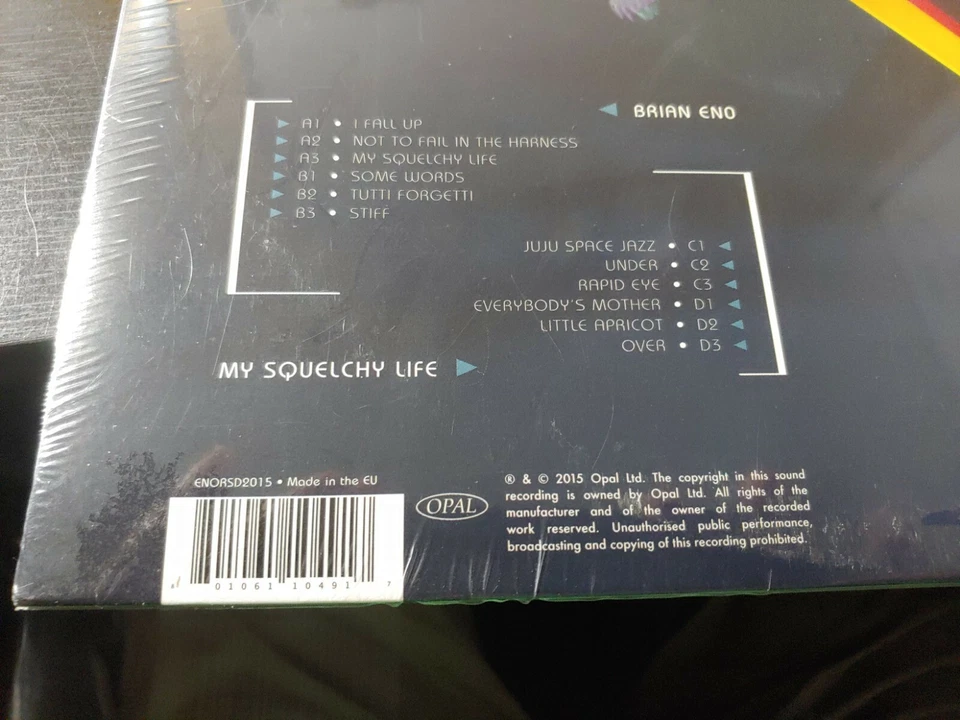 BRIAN ENO
A1 • I FALL UP
A2 • NOT TO FAIL IN THE HARNESS
A3 • MY SQUELCHY LIFE
B1 • SOME WORDS
B2 • TUTTI FORGETTI
B3 • STIFF
JUJU SPACE JAZZ • C1
UNDER • C2
RAPID EYE • C3
EVERYBODY'S MOTHER • D1
LITTLE APRICOT • D2
OVER • D3
MY SQUELCHY LIFE
ENORSD2015 • Made in the EU
OPAL
℗ & © 2015 Opal Ltd. The copyright in this sound
recording is owned by Opal Ltd. All rights of the
manufacturer and of the owner of the recorded
work reserved. Unauthorised public performance,
broadcasting and copying of this recording prohibited.
01061 10491 7